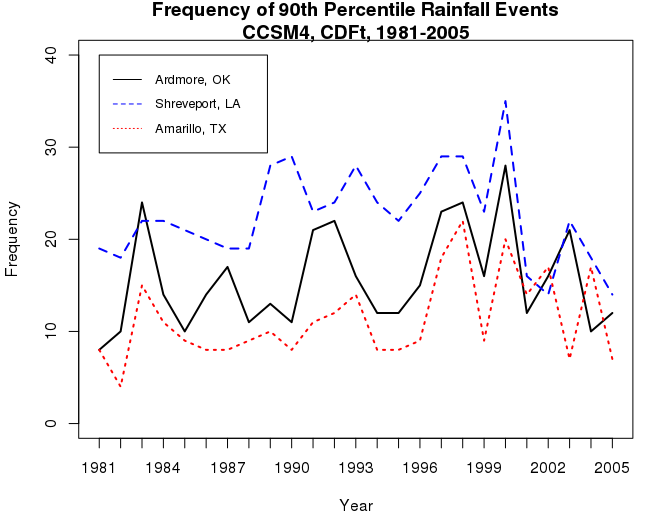 Frequency of 90th Percentile Rainfall Events
CCSM4, CDFt, 1981-2005
Ardmore, OK
Shreveport, LA
Amarillo, TX
Frequency
40
30
20
10
0
1981 1984 1987 1990 1993 1996 1999 2002 2005
Year